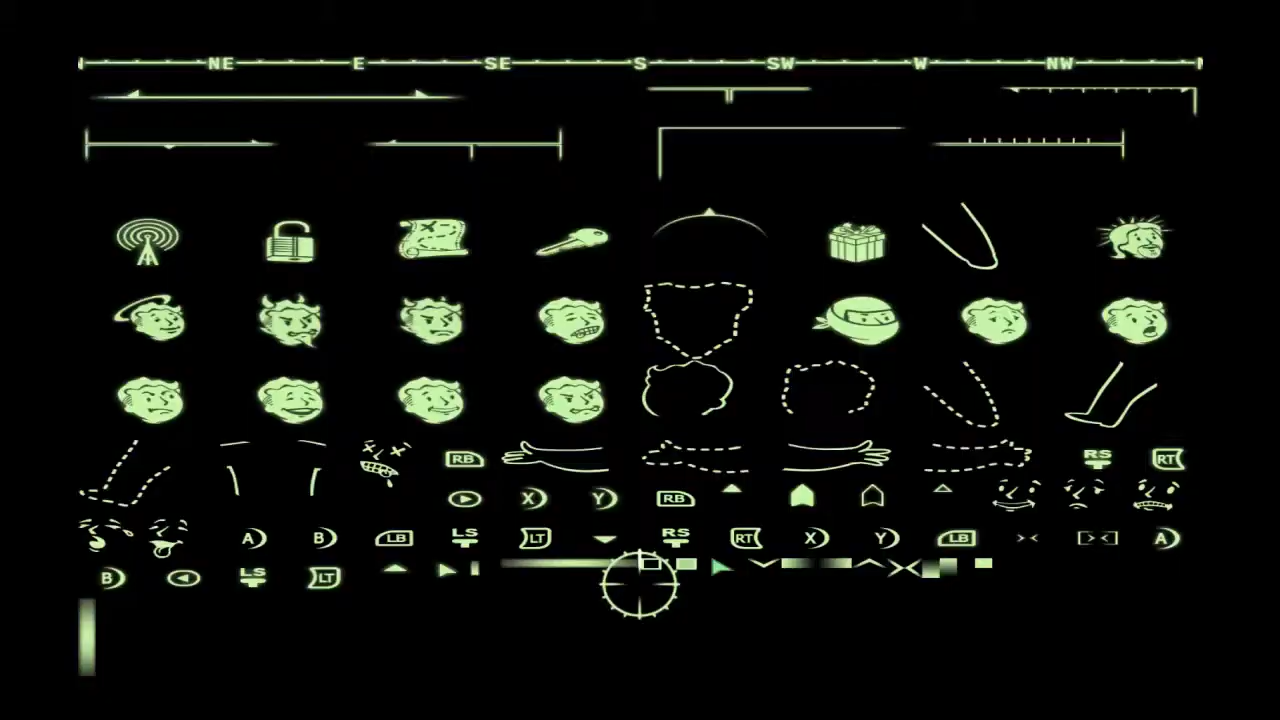 NE E SE S SW W NW
RB RS RT
X Y RB
A B LB LS LT RS RT X Y LB A
B LS LT